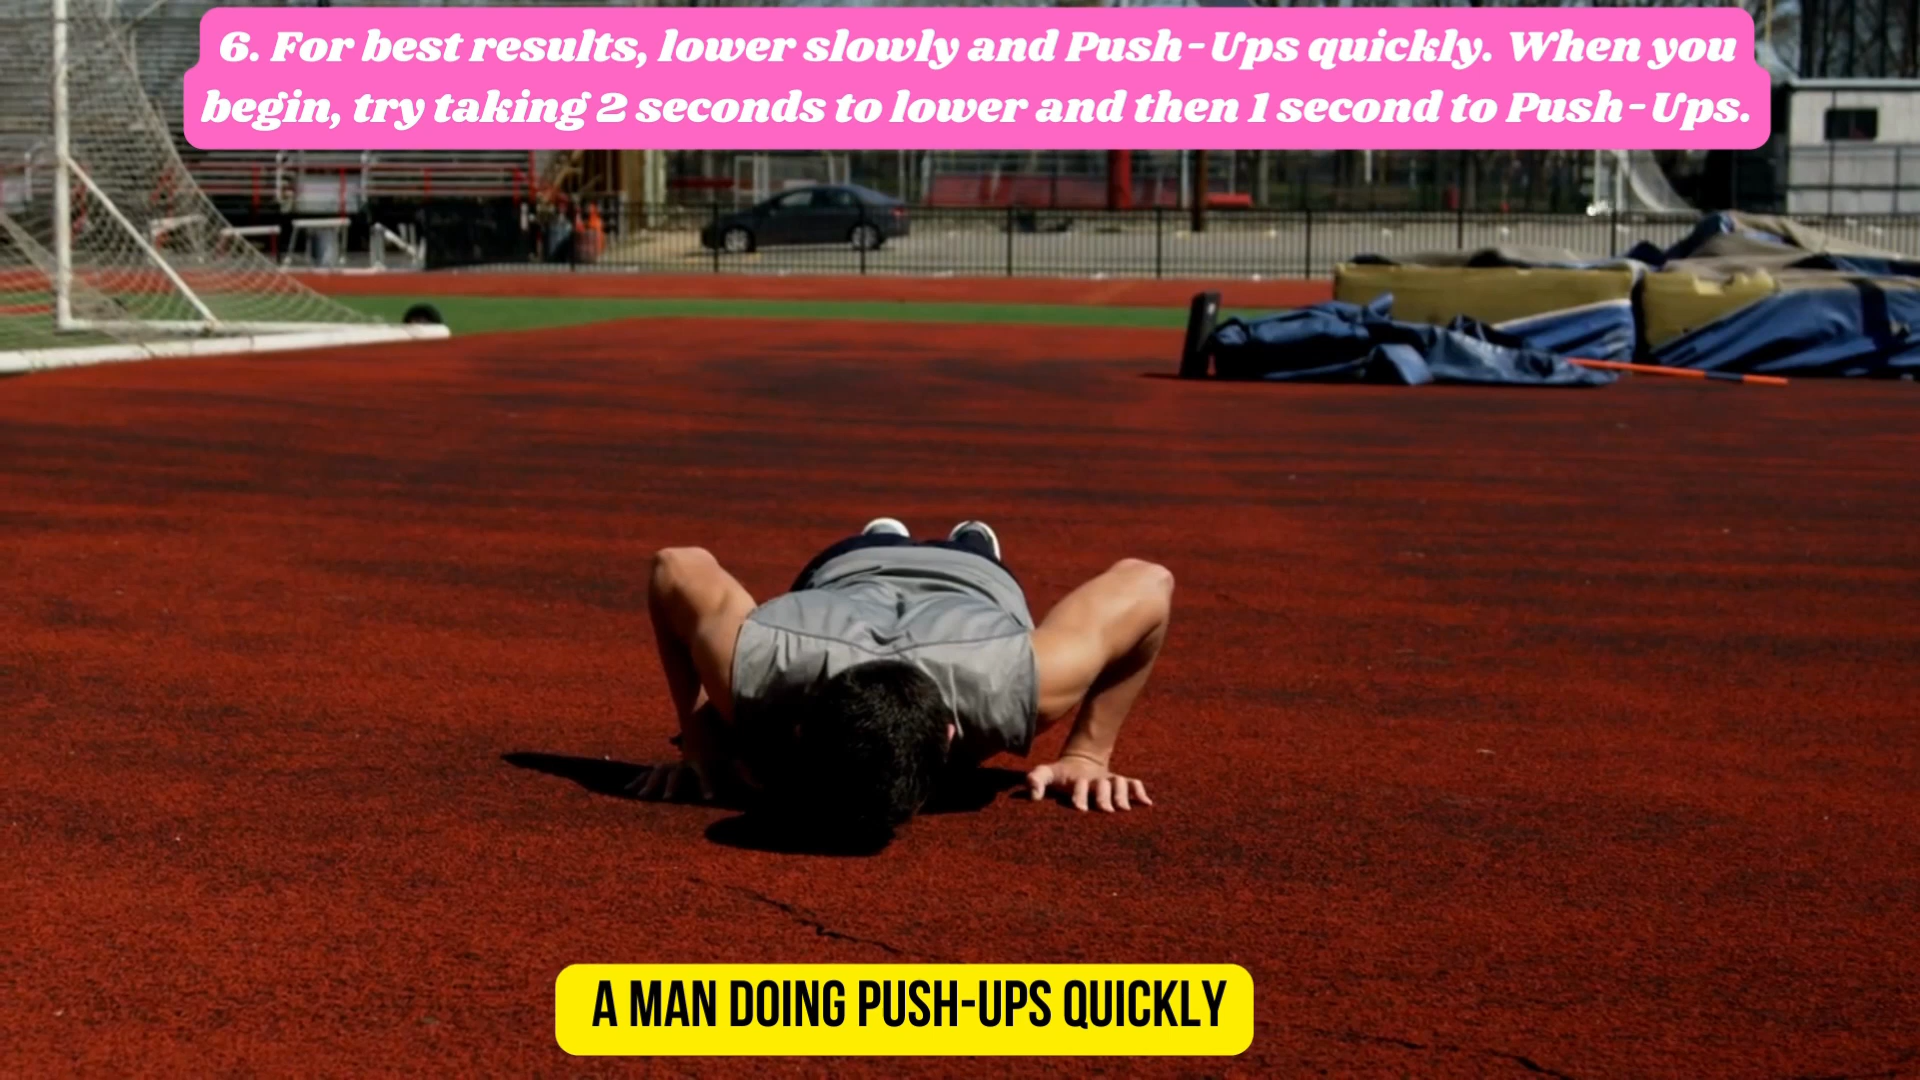 6. For best results, lower slowly and Push-Ups quickly. When you
begin, try taking 2 seconds to lower and then 1 second to Push-Ups.
A MAN DOING PUSH-UPS QUICKLY